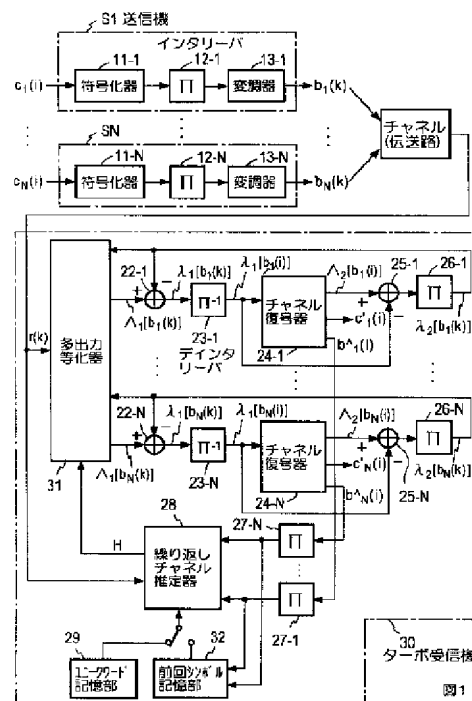 S1 送信機
インタリーバ
11-1 12-1 13-1
c₁(i) 符号化器 Π 変調器 b₁(k)
SN
11-N 12-N 13-N
cN(i) 符号化器 Π 変調器 bN(k)
チャネル
(伝送路)
r(k)
多出力
等化器
31
22-1
+ −
Λ₁[b₁(k)]
λ₁[b₁(k)]
Π⁻¹
23-1
デインタリーバ
λ₁[b₁(i)]
チャネル
復号器
24-1
Λ₂[b₁(i)]
c'₁(i)
b^₁(i)
25-1
+ −
26-1
Π
λ₂[b₁(k)]
22-N
+ −
Λ₁[bN(k)]
λ₁[bN(k)]
Π⁻¹
23-N
λ₁[bN(i)]
チャネル
復号器
24-N
Λ₂[bN(i)]
c'N(i)
b^N(i)
25-N
+ −
26-N
Π
λ₂[bN(k)]
28
H
繰り返し
チャネル
推定器
27-N
Π
Π
27-1
29
ユニークワード
記憶部
32
前回シンボル
記憶部
30
ターボ受信機
図1